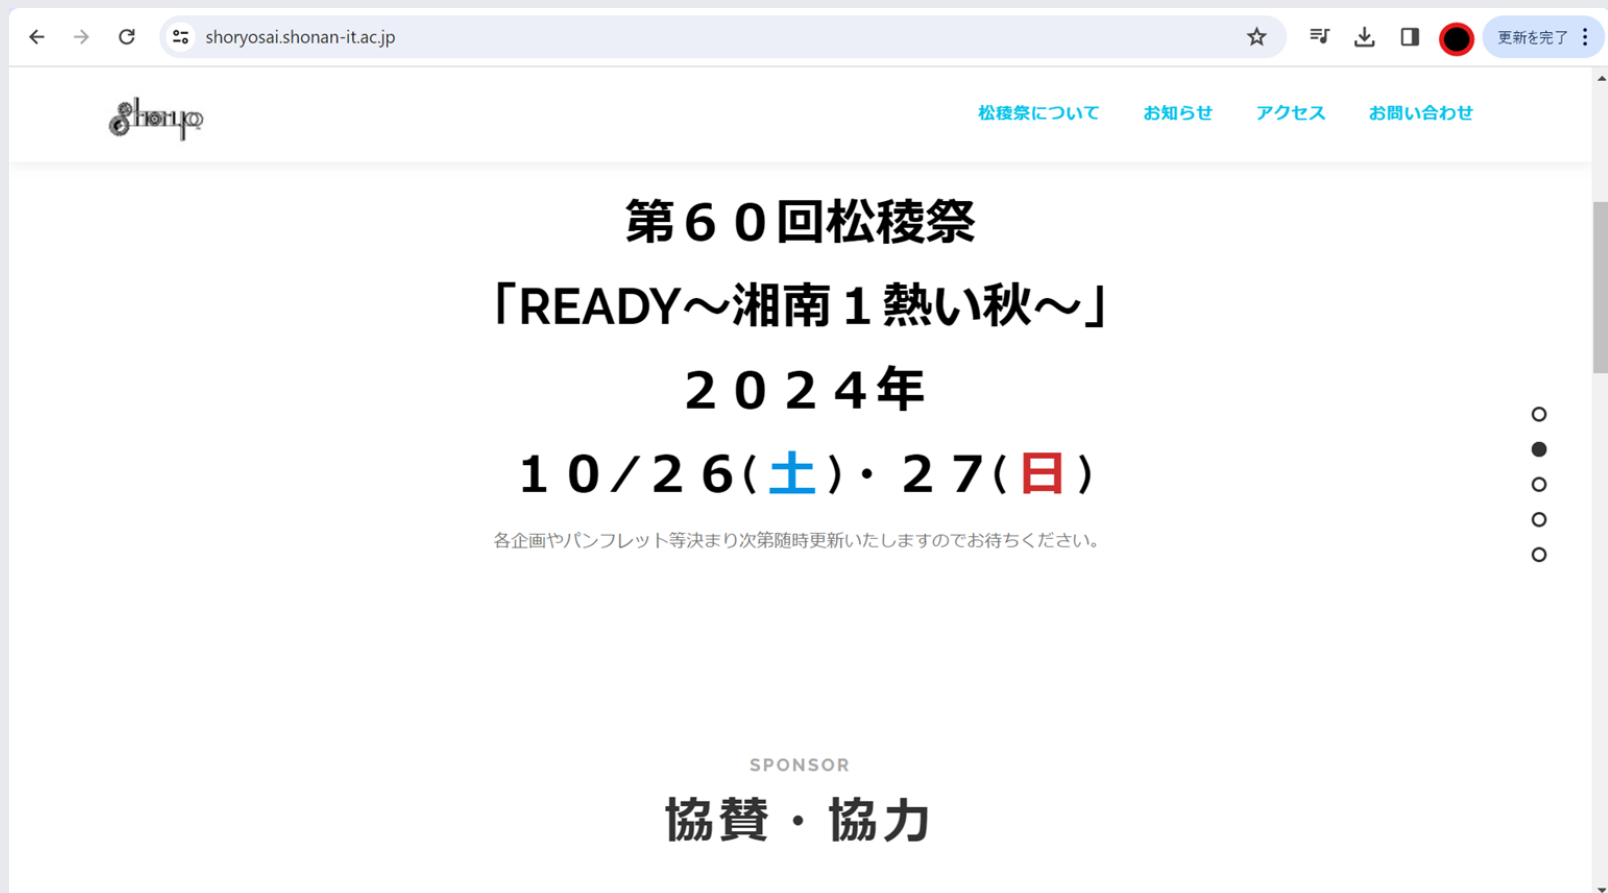 shoryosai.shonan-it.ac.jp
更新を完了
Shoryo
松稜祭について
お知らせ
アクセス
お問い合わせ
第６０回松稜祭
「READY～湘南１熱い秋～」
２０２４年
１０／２６(土)・２７(日)
各企画やパンフレット等決まり次第随時更新いたしますのでお待ちください。
SPONSOR
協賛・協力